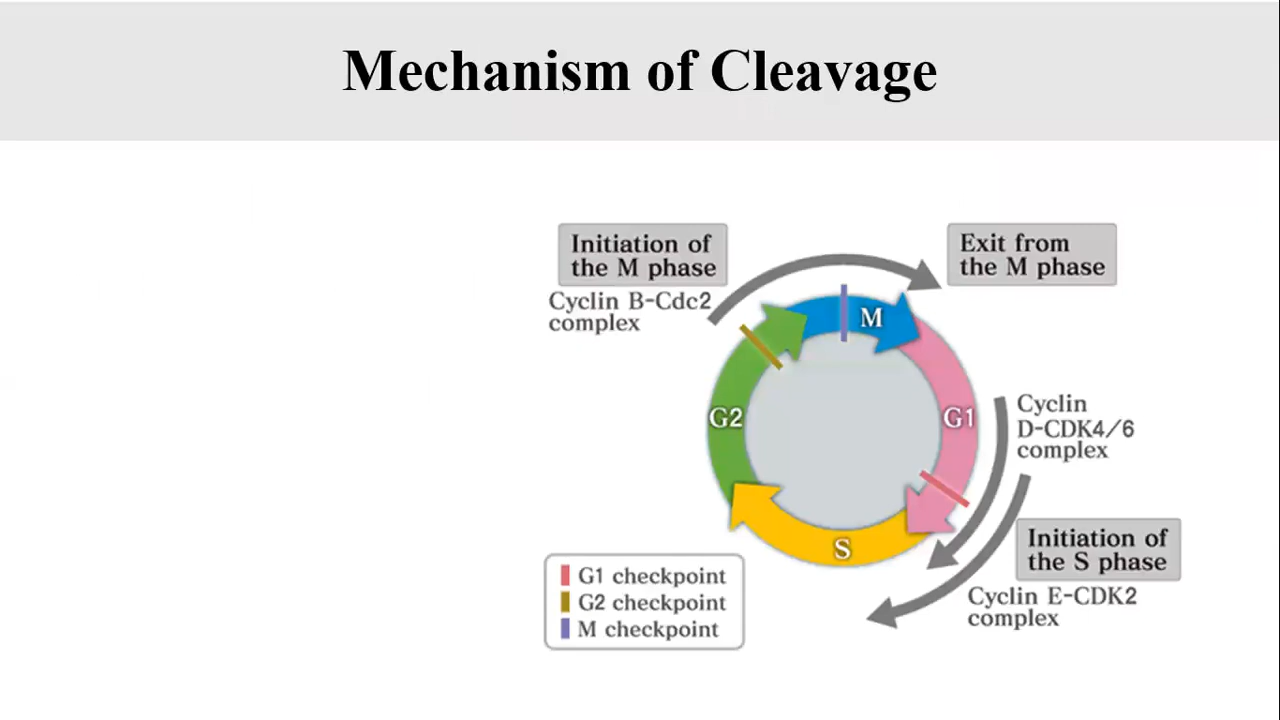 Mechanism of Cleavage
Initiation of
the M phase
Cyclin B-Cdc2
complex
Exit from
the M phase
M
G2
G1
Cyclin
D-CDK4/6
complex
S
Initiation of
the S phase
Cyclin E-CDK2
complex
G1 checkpoint
G2 checkpoint
M checkpoint